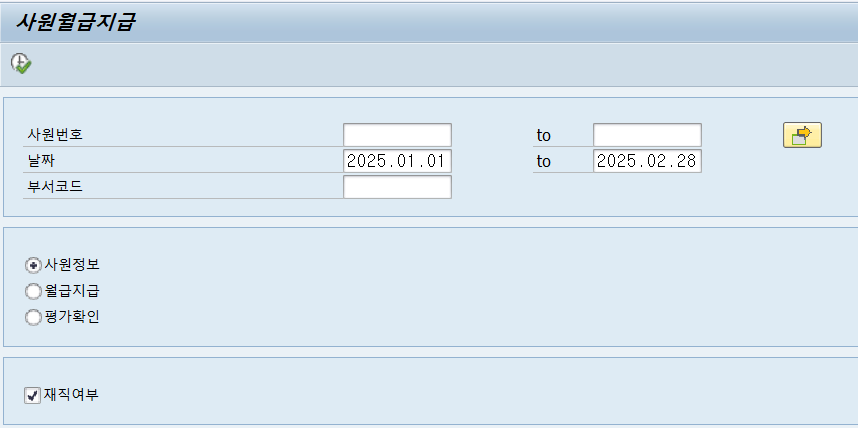 사원월급지급
사원번호 to
날짜 2025.01.01 to 2025.02.28
부서코드
사원정보
월급지급
평가확인
재직여부